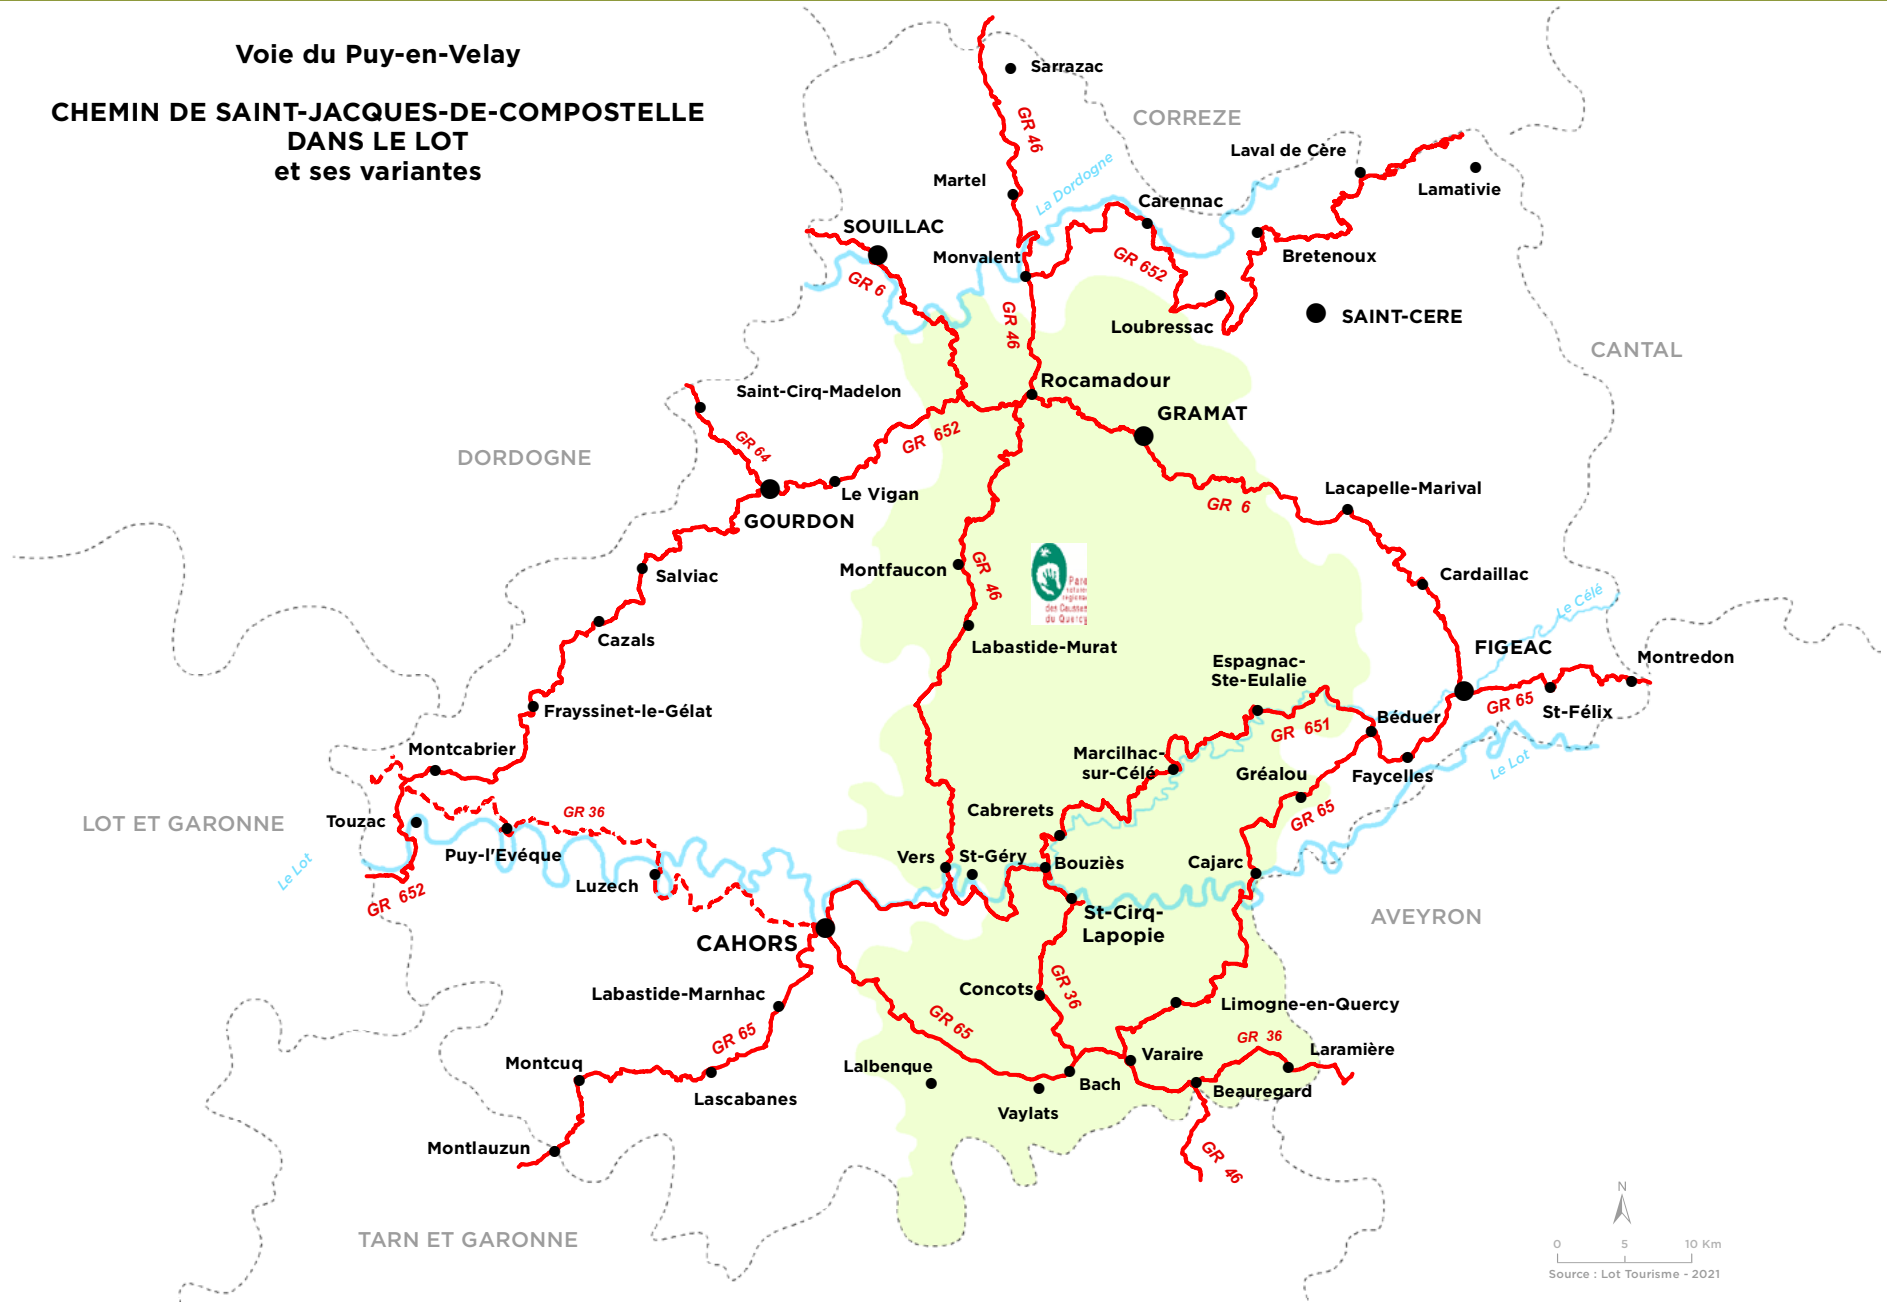 Voie du Puy-en-Velay
CHEMIN DE SAINT-JACQUES-DE-COMPOSTELLE
DANS LE LOT
et ses variantes
Sarrazac
CORREZE
GR 46
Laval de Cère
Lamativie
Martel
La Dordogne
Carennac
SOUILLAC
Monvalent
GR 652
Bretenoux
GR 6
GR 46
Loubressac
SAINT-CERE
CANTAL
Rocamadour
Saint-Cirq-Madelon
GRAMAT
GR 64
GR 652
DORDOGNE
Le Vigan
Lacapelle-Marival
GR 6
GOURDON
Salviac
Montfaucon
GR 46
Parc
naturel
régional
des Causses
du Quercy
Cardaillac
Le Célé
Cazals
Labastide-Murat
FIGEAC
Espagnac-
Ste-Eulalie
Montredon
GR 65
St-Félix
Frayssinet-le-Gélat
Béduer
GR 651
Montcabrier
Marcilhac-
sur-Célé
Gréalou
Faycelles
Le Lot
LOT ET GARONNE
Touzac
GR 36
Cabrerets
GR 65
Puy-l'Evéque
Vers
St-Géry
Bouziès
Cajarc
Le Lot
Luzech
GR 652
St-Cirq-
Lapopie
AVEYRON
CAHORS
Labastide-Marnhac
Concots
GR 36
Limogne-en-Quercy
GR 65
GR 65
GR 36
Laramière
Montcuq
Lalbenque
Varaire
Bach
Beauregard
Lascabanes
Vaylats
Montlauzun
GR 46
TARN ET GARONNE
N
0 5 10 Km
Source : Lot Tourisme - 2021